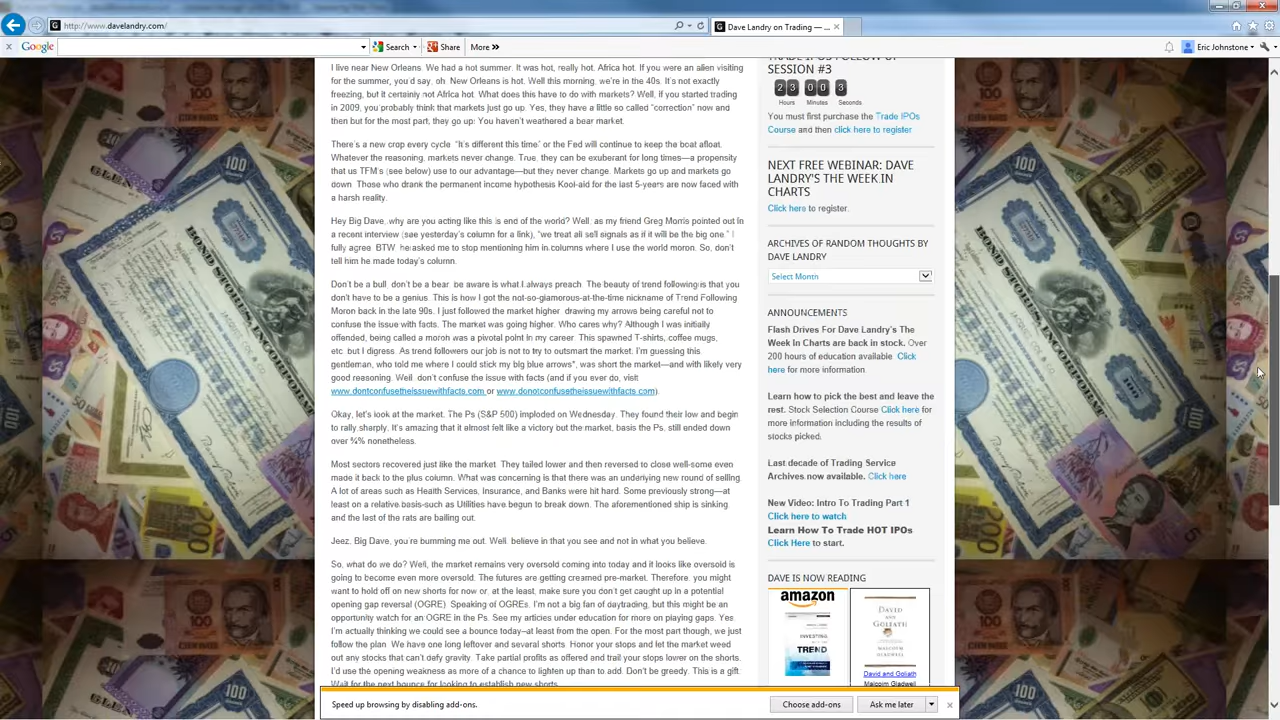 http://www.davelandry.com/
Dave Landry on Trading — ...
Google
Search
Share
More
Eric Johnstone
I live near New Orleans. We had a hot summer. It was hot, really hot. Africa hot. If you were an alien visiting
for the summer, you'd say, oh New Orleans is hot. Well this morning, we're in the 40s. It's not exactly
freezing, but it certainly not Africa hot. What does this have to do with markets? Well, if you started trading
in 2009, you probably think that markets just go up. Yes, they have a little so called "correction" now and
then but for the most part, they go up. You haven't weathered a bear market.
There's a new crop every cycle. "It's different this time" or the Fed will continue to keep the boat afloat.
Whatever the reasoning, markets never change. True, they can be exuberant for long times—a propensity
that us TFM's (see below) use to our advantage—but they never change. Markets go up and markets go
down. Those who drank the permanent income hypothesis Kool-aid for the last 5-years are now faced with
a harsh reality.
Hey Big Dave, why are you acting like this is end of the world? Well, as my friend Greg Morris pointed out in
a recent interview (see yesterday's column for a link), "we treat all sell signals as if it will be the big one." I
fully agree. BTW he asked me to stop mentioning him in columns where I use the world moron. So, don't
tell him he made today's column.
Don't be a bull, don't be a bear, be aware is what I always preach. The beauty of trend following is that you
don't have to be a genius. This is how I got the not-so-glamorous-at-the-time nickname of Trend Following
Moron back in the late 90s. I just followed the market higher drawing my arrows being careful not to
confuse the issue with facts. The market was going higher. Who cares why? Although I was initially
offended, being called a moron was a pivotal point in my career. This spawned T-shirts, coffee mugs,
etc. but I digress. As trend followers our job is not to try to outsmart the market. I'm guessing this
gentleman, who told me where I could stick my big blue arrows*, was short the market—and with likely very
good reasoning. Well, don't confuse the issue with facts (and if you ever do, visit
www.dontconfusetheissuewithfacts.com or www.donotconfusetheissuewithfacts.com).
Okay, let's look at the market. The Ps (S&P 500) imploded on Wednesday. They found their low and begin
to rally sharply. It's amazing that it almost felt like a victory but the market, basis the Ps, still ended down
over ¾% nonetheless.
Most sectors recovered just like the market. They tailed lower and then reversed to close well-some even
made it back to the plus column. What was concerning is that there was an underlying new round of selling.
A lot of areas such as Health Services, Insurance, and Banks were hit hard. Some previously strong—at
least on a relative basis-such as Utilities have begun to break down. The aforementioned ship is sinking
and the last of the rats are bailing out.
Jeez, Big Dave, you're bumming me out. Well, believe in that you see and not in what you believe.
So, what do we do? Well, the market remains very oversold coming into today and it looks like oversold is
going to become even more oversold. The futures are getting creamed pre-market. Therefore, you might
want to hold off on new shorts for now or, at the least, make sure you don't get caught up in a potential
opening gap reversal (OGRE). Speaking of OGREs, I'm not a big fan of daytrading, but this might be an
opportunity watch for an OGRE in the Ps. See my articles under education for more on playing gaps. Yes
I'm actually thinking we could see a bounce today–at least from the open. For the most part though, we just
follow the plan. We have one long leftover and several shorts. Honor your stops and let the market weed
out any stocks that can't defy gravity. Take partial profits as offered and trail your stops lower on the shorts.
I'd use the opening weakness as more of a chance to lighten up than to add. Don't be greedy. This is a gift.
Wait for the next bounce for looking to establish new shorts.
TRADE IPOS FOLLOW UP
SESSION #3
23 00 3
Hours Minutes Seconds
You must first purchase the Trade IPOs
Course and then click here to register
NEXT FREE WEBINAR: DAVE
LANDRY'S THE WEEK IN
CHARTS
Click here to register.
ARCHIVES OF RANDOM THOUGHTS BY
DAVE LANDRY
Select Month
ANNOUNCEMENTS
Flash Drives For Dave Landry's The
Week In Charts are back in stock. Over
200 hours of education available Click
here for more information
Learn how to pick the best and leave the
rest. Stock Selection Course Click here for
more information including the results of
stocks picked.
Last decade of Trading Service
Archives now available. Click here
New Video: Intro To Trading Part 1
Click here to watch
Learn How To Trade HOT IPOs
Click Here to start.
DAVE IS NOW READING
amazon
INVESTING
TREND
DAVID
AND
GOLIATH
David and Goliath
Malcolm Gladwell
Speed up browsing by disabling add-ons.
Choose add-ons
Ask me later